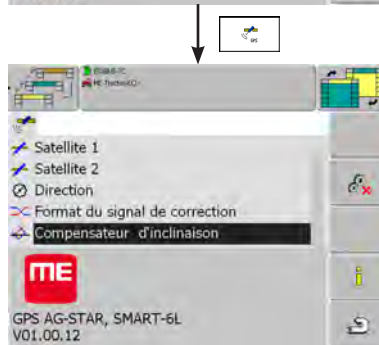 GPS
Satellite 1
Satellite 2
Direction
Format du signal de correction
Compensateur d'inclinaison
ME
GPS AG-STAR, SMART-6L
V01.00.12